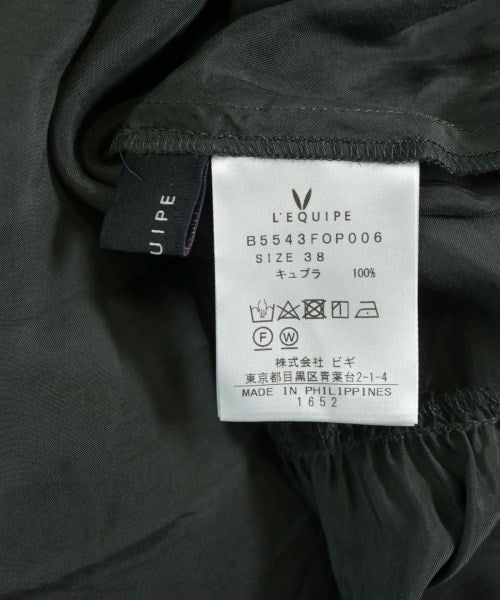 UIPE
L'EQUIPE
B5543FOP006
SIZE 38
キュプラ 100%
F W
株式会社 ビギ
東京都目黒区青葉台2-1-4
MADE IN PHILIPPINES
1652